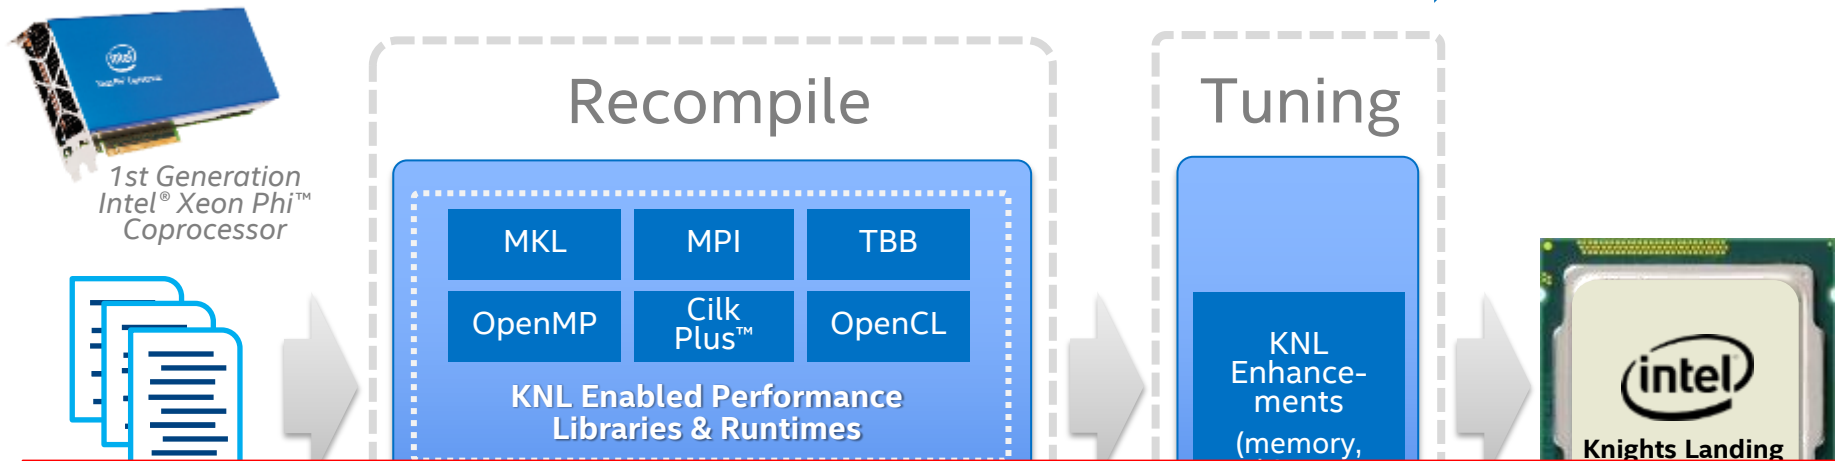 intel
1st Generation
Intel® Xeon Phi™
Coprocessor
Recompile
MKL
MPI
TBB
OpenMP
Cilk
Plus™
OpenCL
KNL Enabled Performance
Libraries & Runtimes
Tuning
KNL
Enhance-
ments
(memory,
intel
Knights Landing